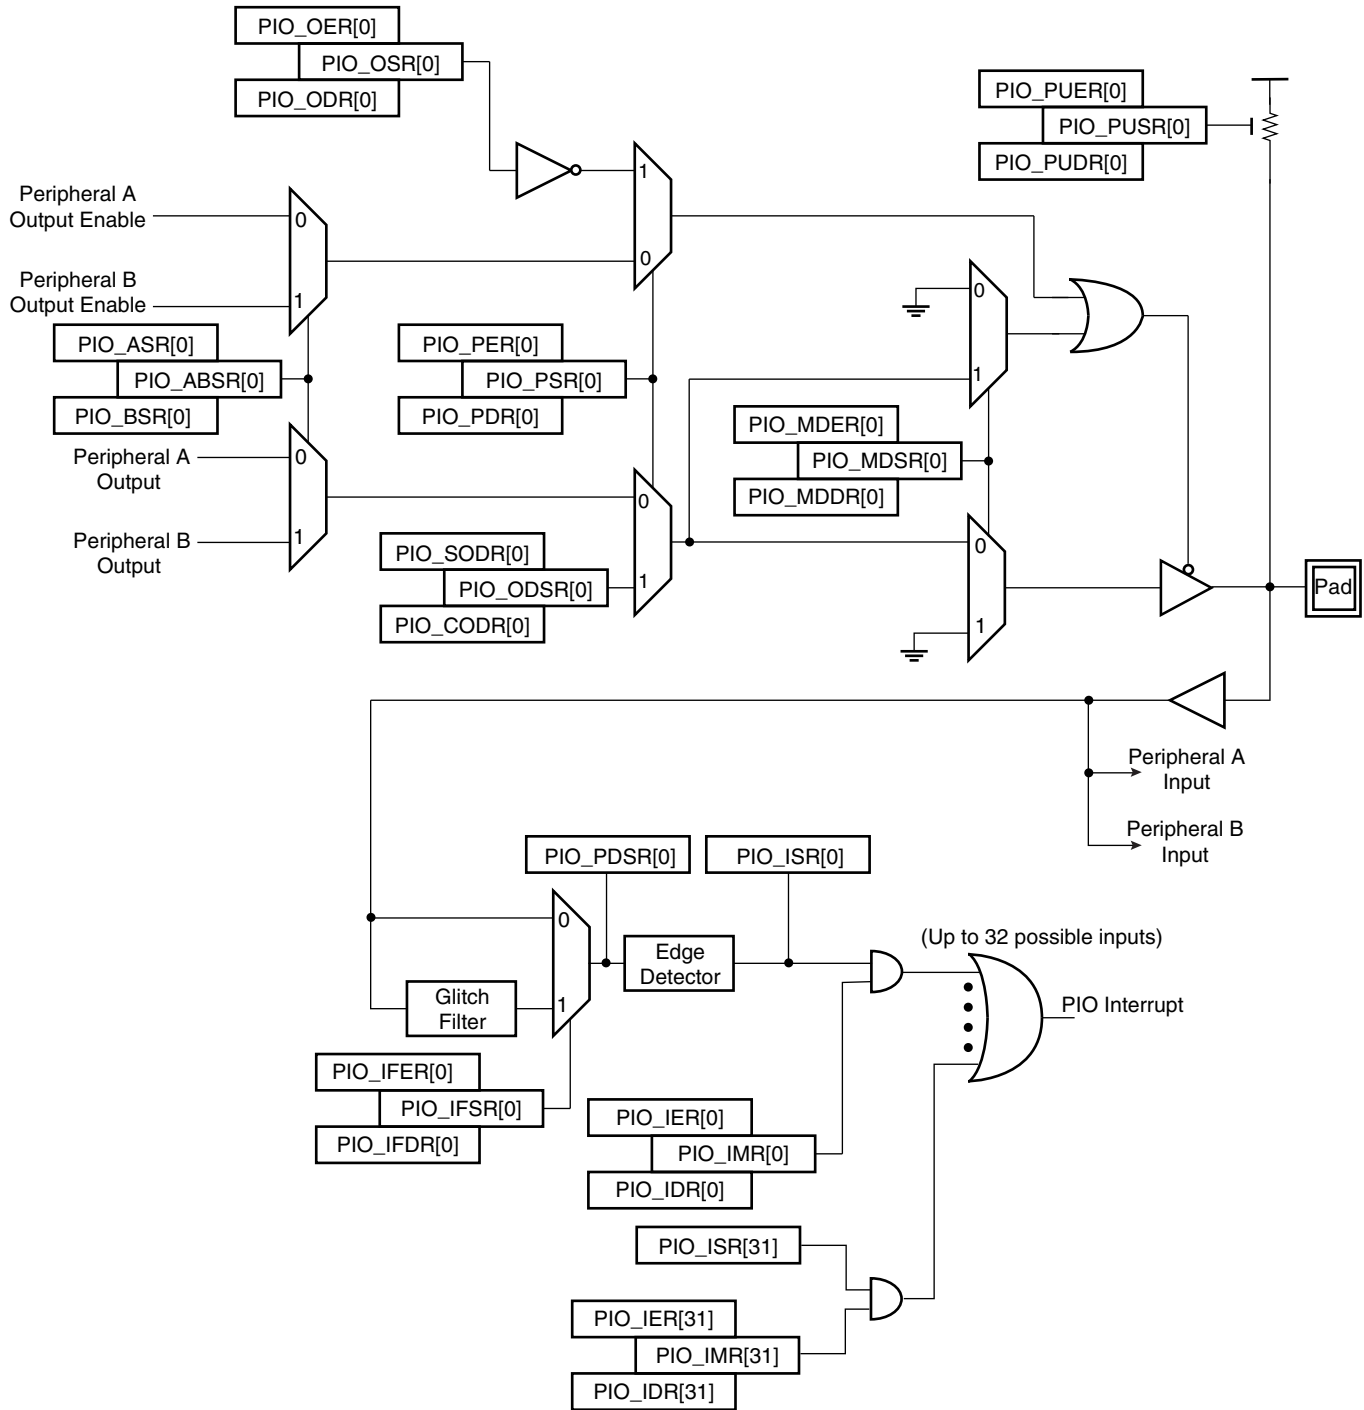 PIO_OER[0]
PIO_OSR[0]
PIO_ODR[0]
PIO_PUER[0]
PIO_PUSR[0]
PIO_PUDR[0]
1
0
Peripheral A
Output Enable
0
Peripheral B
Output Enable
1
PIO_ASR[0]
PIO_ABSR[0]
PIO_BSR[0]
PIO_PER[0]
PIO_PSR[0]
PIO_PDR[0]
0
1
PIO_MDER[0]
PIO_MDSR[0]
PIO_MDDR[0]
Peripheral A
Output
0
Peripheral B
Output
1
0
1
PIO_SODR[0]
PIO_ODSR[0]
PIO_CODR[0]
0
1
Pad
Peripheral A
Input
Peripheral B
Input
PIO_PDSR[0]
PIO_ISR[0]
0
1
Glitch
Filter
Edge
Detector
(Up to 32 possible inputs)
PIO Interrupt
PIO_IFER[0]
PIO_IFSR[0]
PIO_IFDR[0]
PIO_IER[0]
PIO_IMR[0]
PIO_IDR[0]
PIO_ISR[31]
PIO_IER[31]
PIO_IMR[31]
PIO_IDR[31]